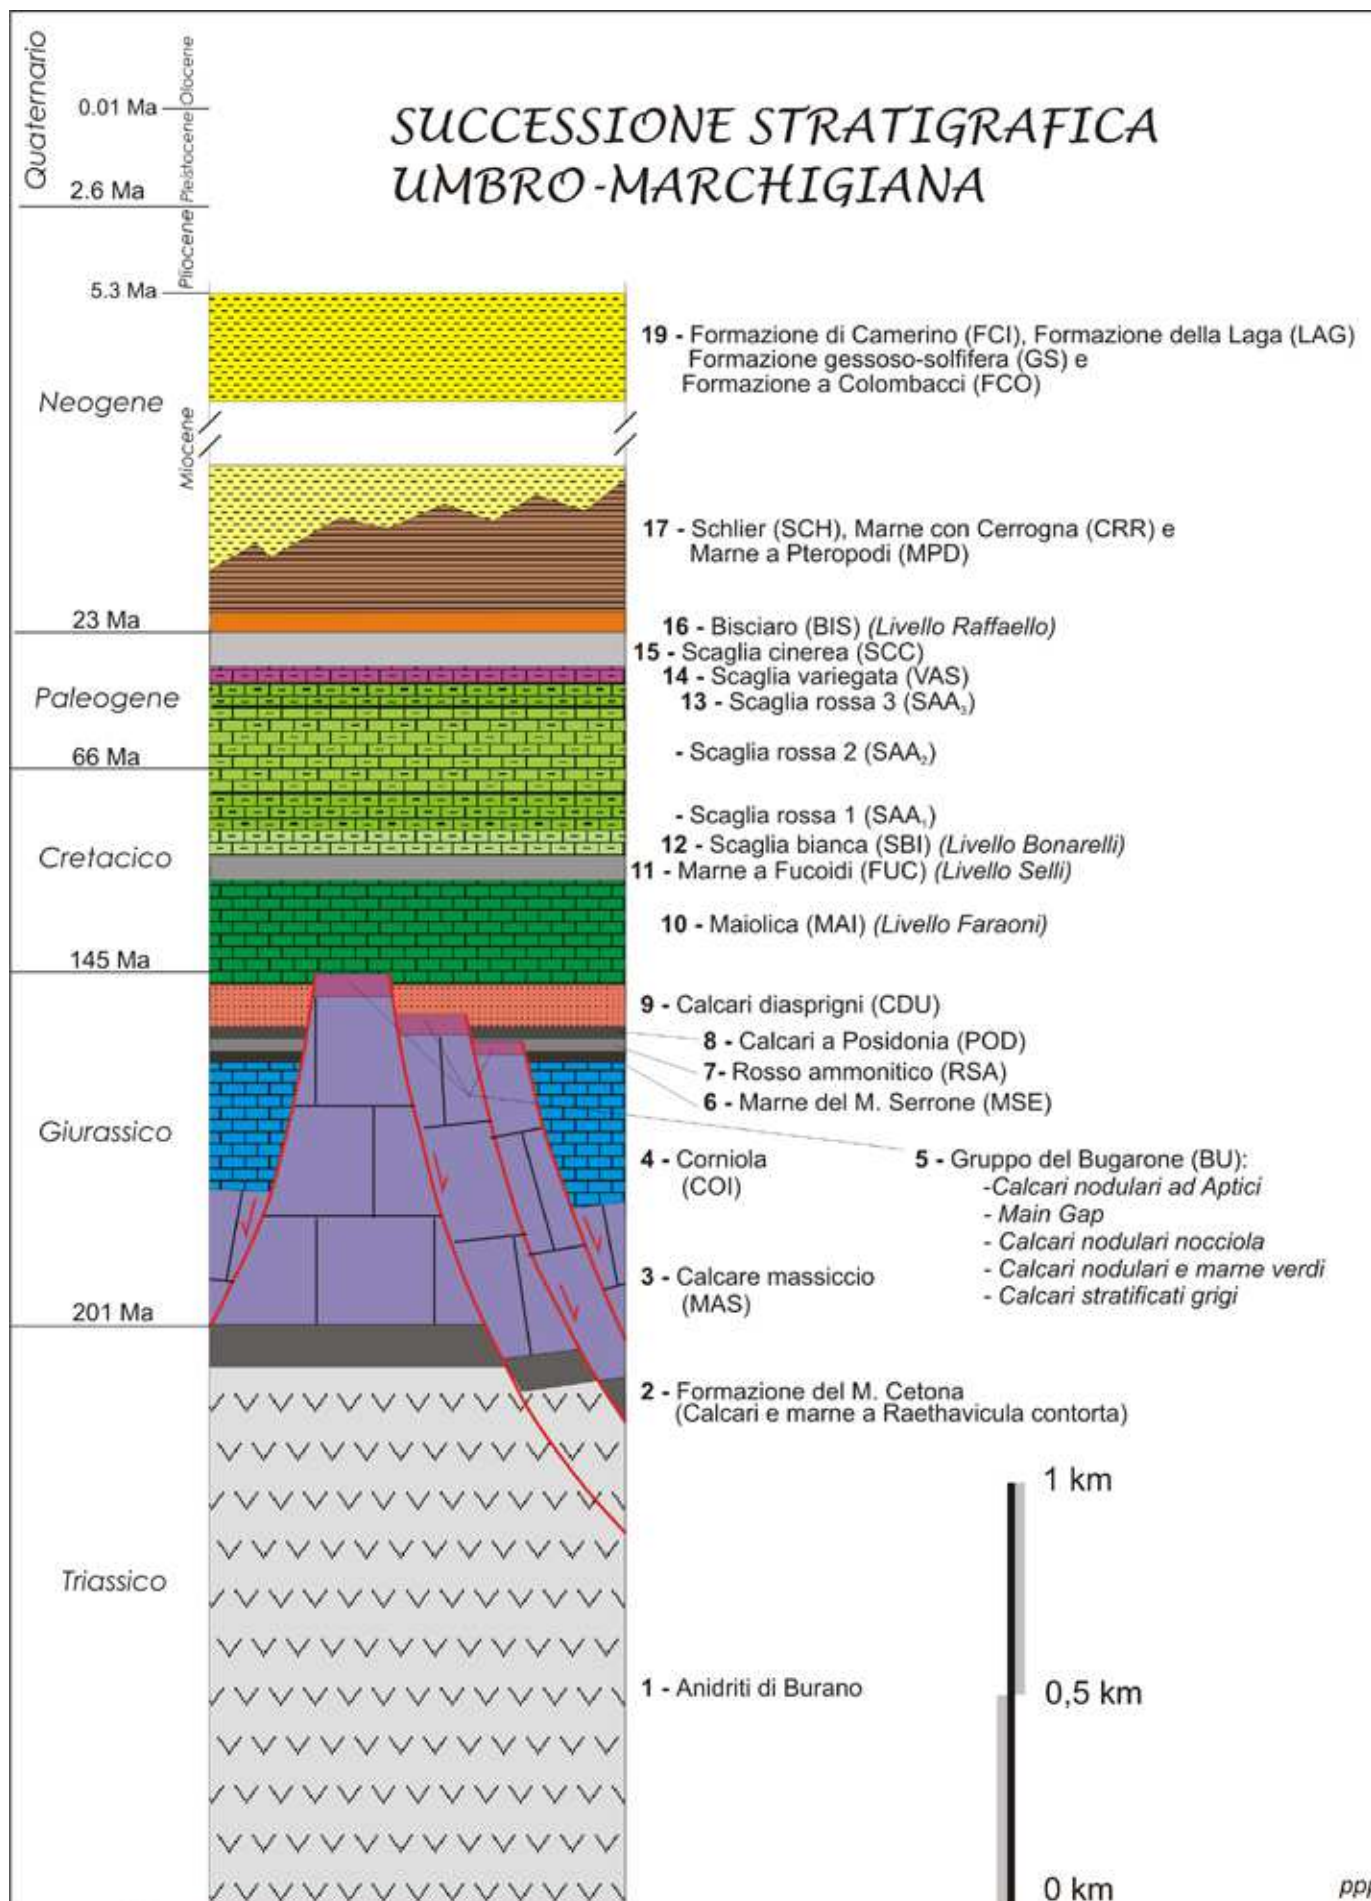 SUCCESSIONE STRATIGRAFICA
UMBRO-MARCHIGIANA
Quaternario
Olocene
0.01 Ma
Pleistocene
2.6 Ma
Pliocene
5.3 Ma
Neogene
Miocene
23 Ma
Paleogene
66 Ma
Cretacico
145 Ma
Giurassico
201 Ma
Triassico
19 - Formazione di Camerino (FCI), Formazione della Laga (LAG)
Formazione gessoso-solfifera (GS) e
Formazione a Colombacci (FCO)
17 - Schlier (SCH), Marne con Cerrogna (CRR) e
Marne a Pteropodi (MPD)
16 - Bisciaro (BIS) (Livello Raffaello)
15 - Scaglia cinerea (SCC)
14 - Scaglia variegata (VAS)
13 - Scaglia rossa 3 (SAA₃)
- Scaglia rossa 2 (SAA₂)
- Scaglia rossa 1 (SAA₁)
12 - Scaglia bianca (SBI) (Livello Bonarelli)
11 - Marne a Fucoidi (FUC) (Livello Selli)
10 - Maiolica (MAI) (Livello Faraoni)
9 - Calcari diasprigni (CDU)
8 - Calcari a Posidonia (POD)
7- Rosso ammonitico (RSA)
6 - Marne del M. Serrone (MSE)
4 - Corniola
(COI)
5 - Gruppo del Bugarone (BU):
-Calcari nodulari ad Aptici
- Main Gap
- Calcari nodulari nocciola
- Calcari nodulari e marne verdi
- Calcari stratificati grigi
3 - Calcare massiccio
(MAS)
2 - Formazione del M. Cetona
(Calcari e marne a Raethavicula contorta)
1 - Anidriti di Burano
1 km
0,5 km
0 km